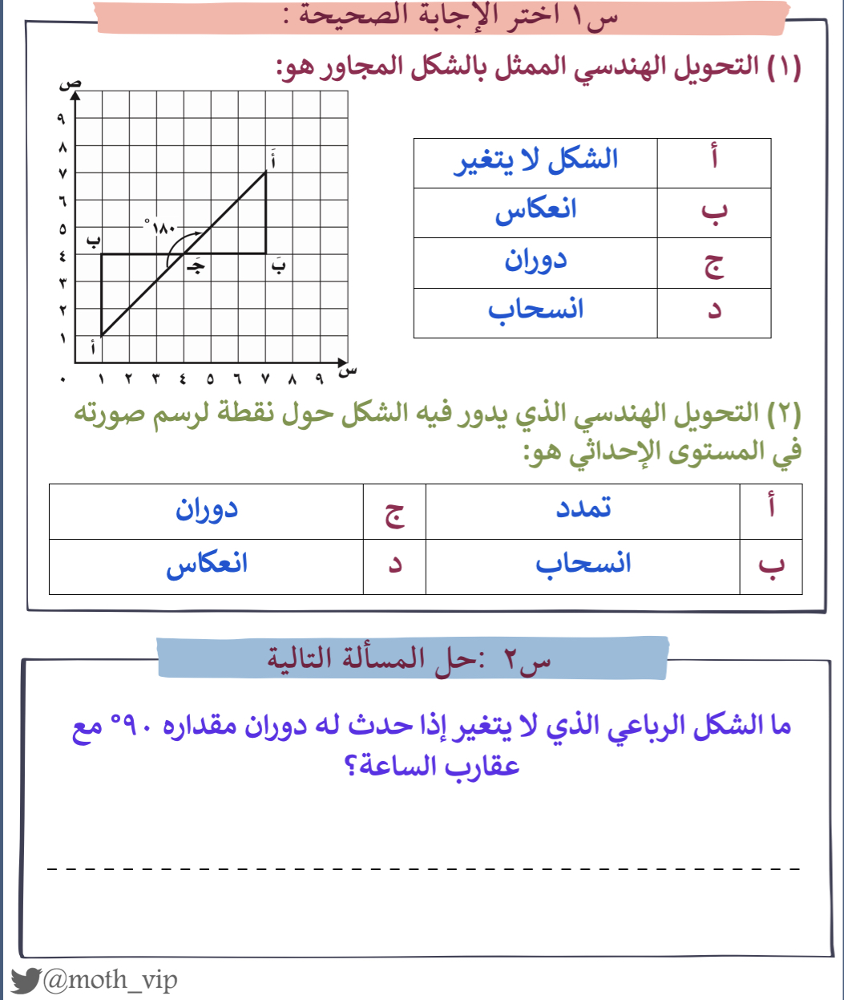 س١ اختر الإجابة الصحيحة :
(١) التحويل الهندسي الممثل بالشكل المجاور هو:
أ الشكل لا يتغير
ب انعكاس
ج دوران
د انسحاب
ص
٩
٨
٧
٦
٥
٤
٣
٢
١
٠ ١ ٢ ٣ ٤ ٥ ٦ ٧ ٨ ٩ س
أَ
١٨٠°
ب
جـَ
بَ
أ
(٢) التحويل الهندسي الذي يدور فيه الشكل حول نقطة لرسم صورته
في المستوى الإحداثي هو:
أ تمدد ج دوران
ب انسحاب د انعكاس
س٢ :حل المسألة التالية
ما الشكل الرباعي الذي لا يتغير إذا حدث له دوران مقداره ٩٠° مع
عقارب الساعة؟
@moth_vip